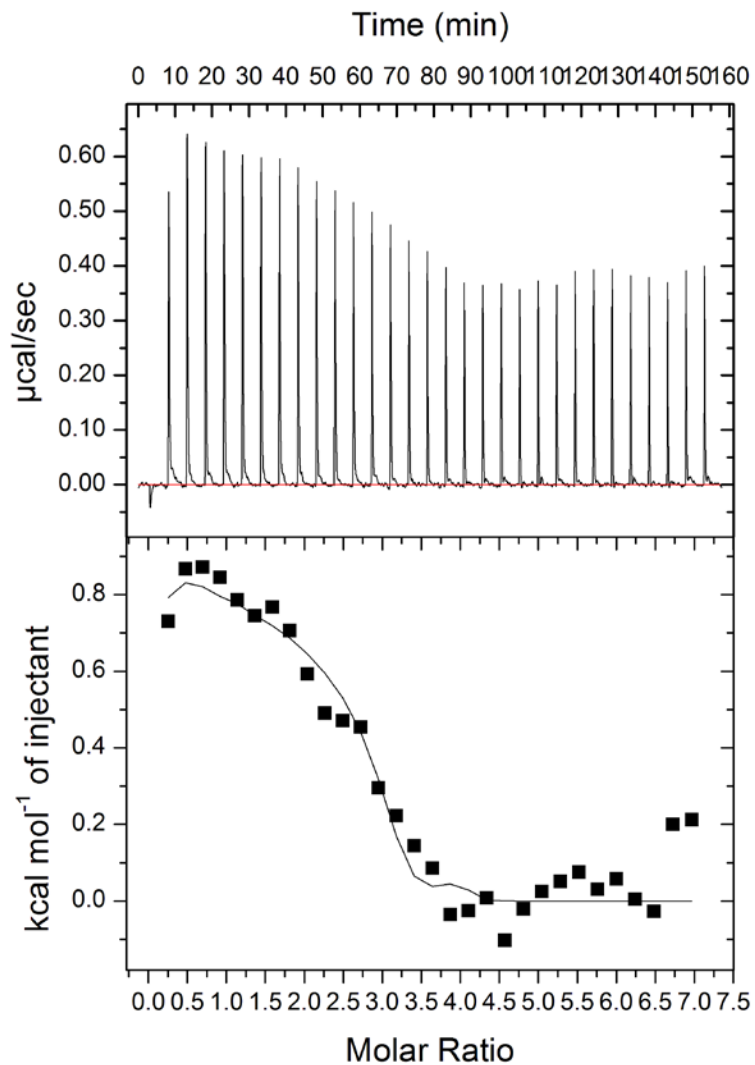 Time (min)
0 10 20 30 40 50 60 70 80 90 100 110 120 130 140 150 160
0.60
0.50
0.40
0.30
0.20
0.10
0.00
µcal/sec
0.8
0.6
0.4
0.2
0.0
kcal mol⁻¹ of injectant
0.0 0.5 1.0 1.5 2.0 2.5 3.0 3.5 4.0 4.5 5.0 5.5 6.0 6.5 7.0 7.5
Molar Ratio